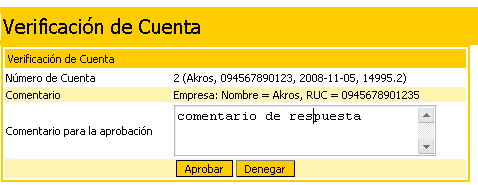 Verificación de Cuenta
Verificación de Cuenta
Número de Cuenta 2 (Akros, 094567890123, 2008-11-05, 14995.2)
Comentario Empresa: Nombre = Akros, RUC = 0945678901235
Comentario para la aprobación comentario de respuesta
Aprobar Denegar